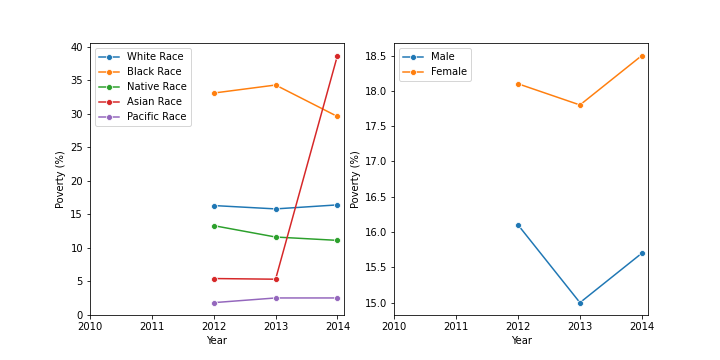 40
35
30
25
20
15
10
5
0
Poverty (%)
White Race
Black Race
Native Race
Asian Race
Pacific Race
2010 2011 2012 2013 2014
Year
18.5
18.0
17.5
17.0
16.5
16.0
15.5
15.0
Poverty (%)
Male
Female
2010 2011 2012 2013 2014
Year